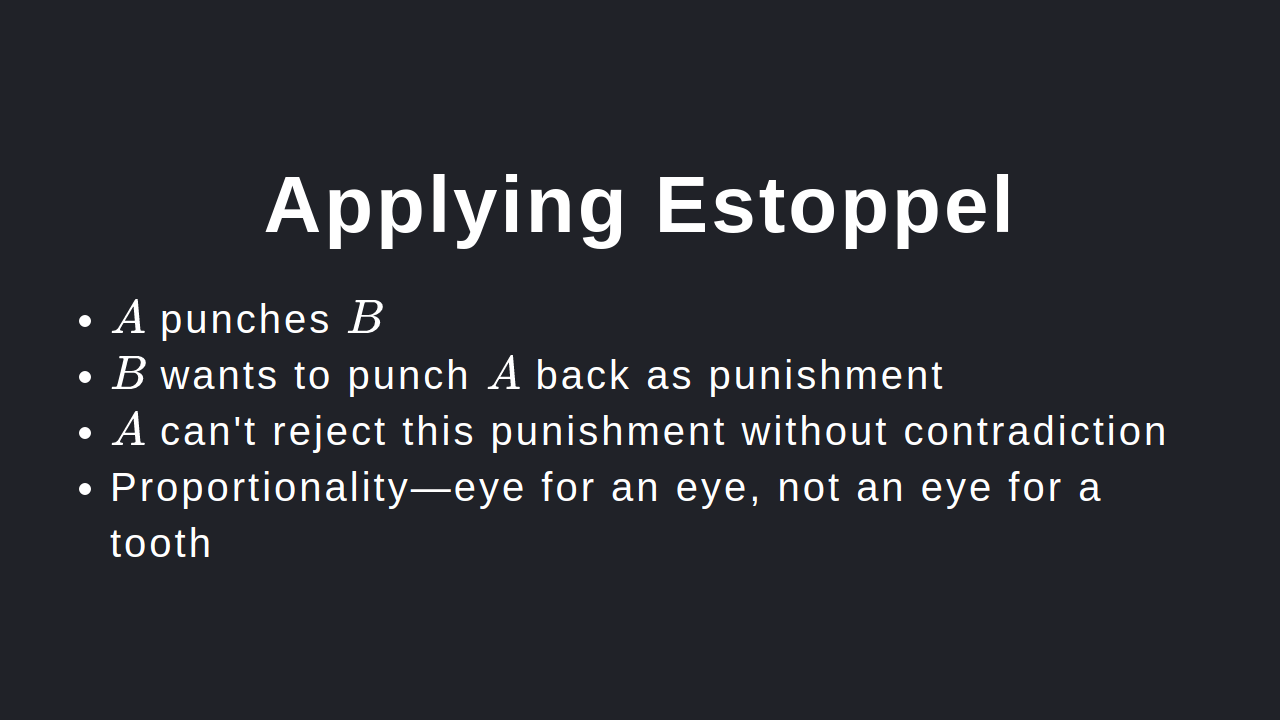 Applying Estoppel
• A punches B
• B wants to punch A back as punishment
• A can't reject this punishment without contradiction
• Proportionality—eye for an eye, not an eye for a
tooth